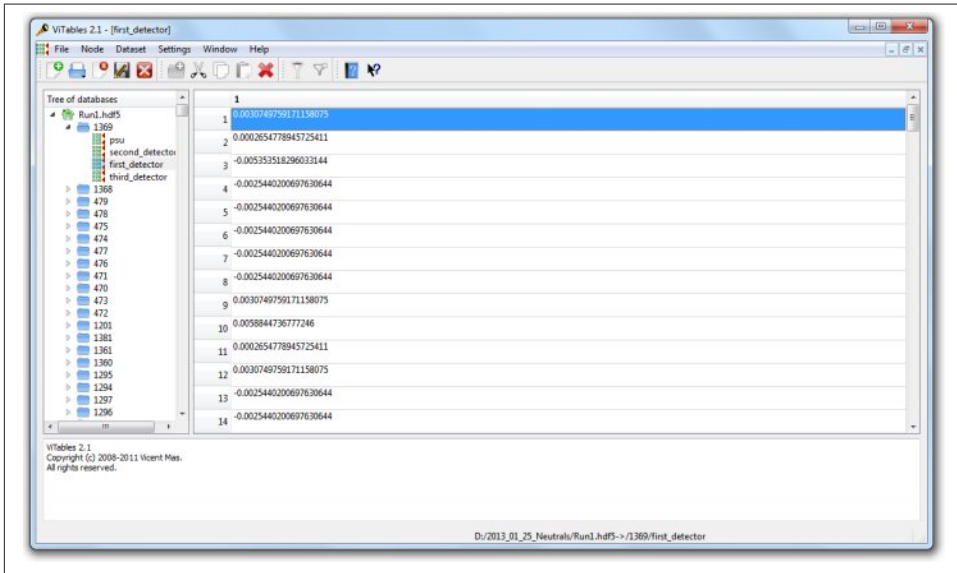 ViTables 2.1 - [first_detector]
File Node Dataset Settings Window Help
Tree of databases
Run1.hdf5
1369
psu
second_detector
first_detector
third_detector
1368
479
478
475
474
477
476
471
470
473
472
1201
1381
1361
1360
1295
1294
1297
1296
1
1 0.0030749759171158075
2 0.0002654778945725411
3 -0.005353518296033144
4 -0.0025440200697630644
5 -0.0025440200697630644
6 -0.0025440200697630644
7 -0.0025440200697630644
8 -0.0025440200697630644
9 0.0030749759171158075
10 0.0058844736777246
11 0.0002654778945725411
12 0.0030749759171158075
13 -0.0025440200697630644
14 -0.0025440200697630644
ViTables 2.1
Copyright (c) 2008-2011 Vicent Mas.
All rights reserved.
D:/2013_01_25_Neutrals/Run1.hdf5->/1369/first_detector